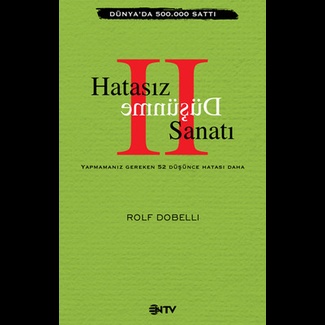 DÜNYA'DA 500.000 SATTI
II
Hatasız
Düşünme
Sanatı
YAPMAMANIZ GEREKEN 52 DÜŞÜNCE HATASI DAHA
ROLF DOBELLI
NTV